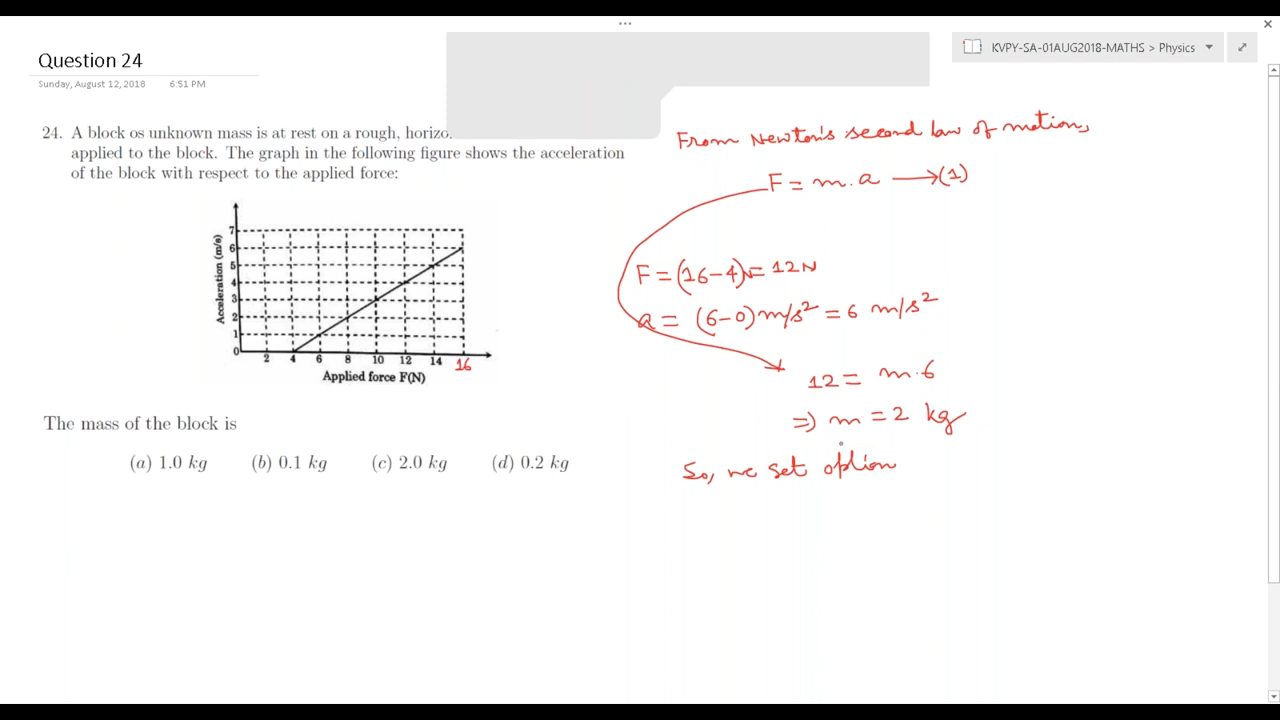 Question 24
Sunday, August 12, 2018 6:51 PM
KVPY-SA-01AUG2018-MATHS > Physics
24. A block os unknown mass is at rest on a rough, horizo
applied to the block. The graph in the following figure shows the acceleration
of the block with respect to the applied force:
Acceleration (m/s)
7
6
5
4
3
2
1
0
2 4 6 8 10 12 14 16
Applied force F(N)
The mass of the block is
(a) 1.0 kg (b) 0.1 kg (c) 2.0 kg (d) 0.2 kg
From Newton's second law of motion,
F = m.a ⟶(1)
F = (16-4)N = 12N
a = (6-0) m/s² = 6 m/s²
12 = m.6
⇒ m = 2 kg
So, we set option